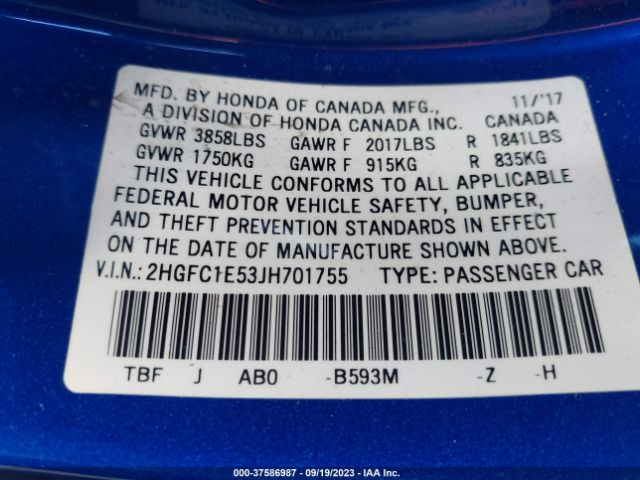 MFD. BY HONDA OF CANADA MFG., 11/'17
A DIVISION OF HONDA CANADA INC. CANADA
GVWR 3858LBS GAWR F 2017LBS R 1841LBS
GVWR 1750KG GAWR F 915KG R 835KG
THIS VEHICLE CONFORMS TO ALL APPLICABLE
FEDERAL MOTOR VEHICLE SAFETY, BUMPER,
AND THEFT PREVENTION STANDARDS IN EFFECT
ON THE DATE OF MANUFACTURE SHOWN ABOVE.
V.I.N.: 2HGFC1E53JH701755 TYPE: PASSENGER CAR
TBF J AB0 -B593M -Z -H
000-37586987 - 09/19/2023 - IAAI.COM